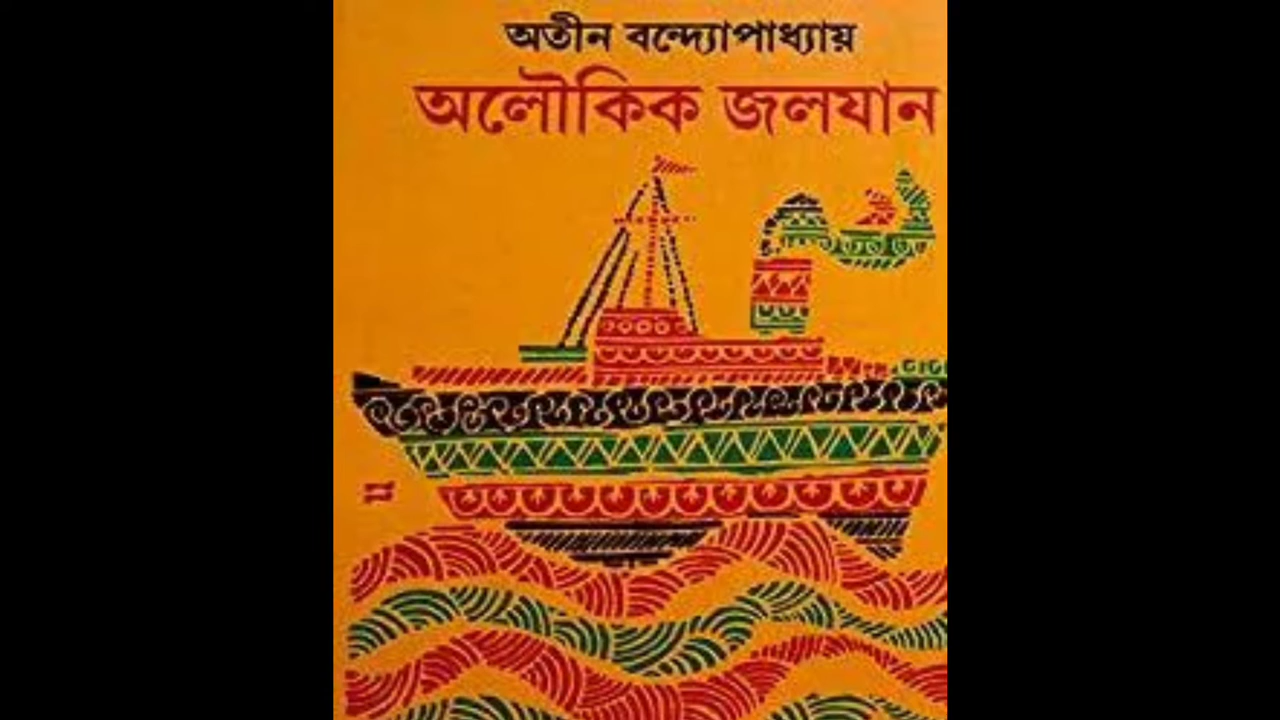 অতীন বন্দ্যোপাধ্যায়
অলৌকিক জলযান